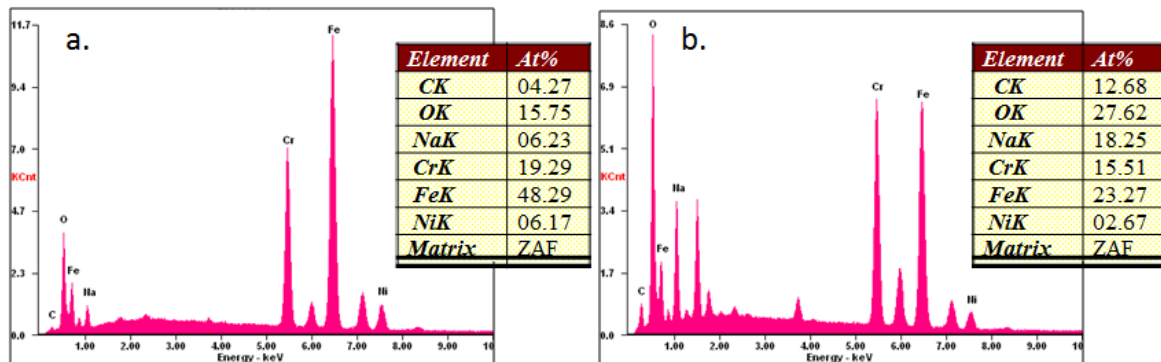 a.
Element At%
CK 04.27
OK 15.75
NaK 06.23
CrK 19.29
FeK 48.29
NiK 06.17
Matrix ZAF
11.7
9.4
7.0
KCnt
4.7
2.3
0.0
C
O
Fe
Na
Cr
Fe
Ni
1.00 2.00 3.00 4.00 5.00 6.00 7.00 8.00 9.00 10
Energy - keV
b.
Element At%
CK 12.68
OK 27.62
NaK 18.25
CrK 15.51
FeK 23.27
NiK 02.67
Matrix ZAF
8.6
6.9
5.1
KCnt
3.4
1.7
0.0
C
O
Fe
Na
Cr
Fe
Ni
1.00 2.00 3.00 4.00 5.00 6.00 7.00 8.00 9.00 10
Energy - keV